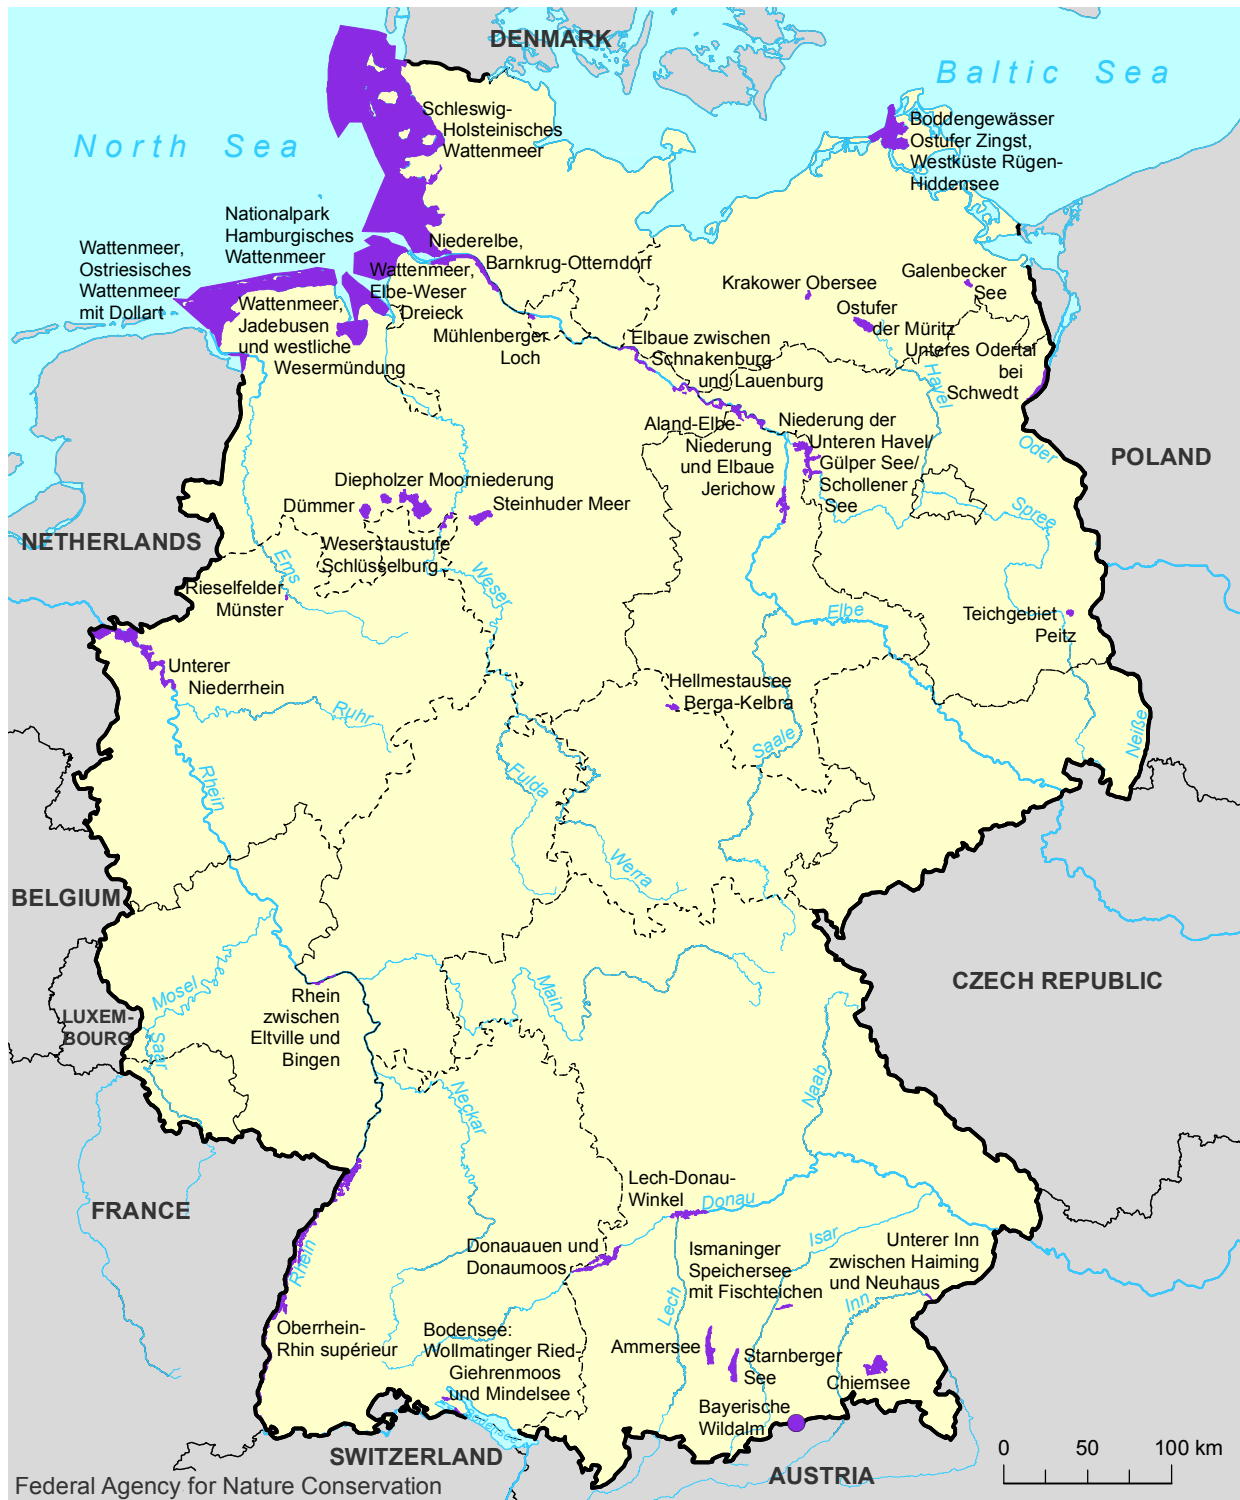 DENMARK
Baltic Sea
North Sea
Schleswig-
Holsteinisches
Wattenmeer
Boddengewässer
Ostufer Zingst,
Westküste Rügen-
Hiddensee
Nationalpark
Hamburgisches
Wattenmeer
Wattenmeer,
Ostriesisches
Wattenmeer
mit Dollart
Niederelbe,
Barnkrug-Otterndorf
Wattenmeer,
Elbe-Weser
Dreieck
Wattenmeer,
Jadebusen
und westliche
Wesermündung
Mühlenberger
Loch
Krakower Obersee
Galenbecker
See
Ostufer
der Müritz
Unteres Odertal
bei
Schwedt
Elbaue zwischen
Schnakenburg
und Lauenburg
Havel
Aland-Elbe-
Niederung
und Elbaue
Jerichow
Niederung der
Unteren Havel/
Gülper See/
Schollener
See
Oder
POLAND
Diepholzer Moorniederung
Dümmer
Steinhuder Meer
Spree
NETHERLANDS
Weserstaustufe
Schlüsselburg
Ems
Weser
Rieselfelder
Münster
Elbe
Teichgebiet
Peitz
Unterer
Niederrhein
Hellmestausee
Berga-Kelbra
Ruhr
Saale
Neiße
Rhein
Fulda
Werra
BELGIUM
CZECH REPUBLIC
Mosel
Main
Rhein
zwischen
Eltville und
Bingen
LUXEM-
BOURG
Saar
Naab
Neckar
Lech-Donau-
Winkel
Donau
FRANCE
Isar
Donauauen und
Donaumoos
Ismaninger
Speichersee
mit Fischteichen
Unterer Inn
zwischen Haiming
und Neuhaus
Rhein
Lech
Inn
Oberrhein-
Rhin supérieur
Bodensee:
Wollmatinger Ried-
Giehrenmoos
und Mindelsee
Ammersee
Starnberger
See
Chiemsee
Bayerische
Wildalm
Bodensee
SWITZERLAND
AUSTRIA
0 50 100 km
Federal Agency for Nature Conservation